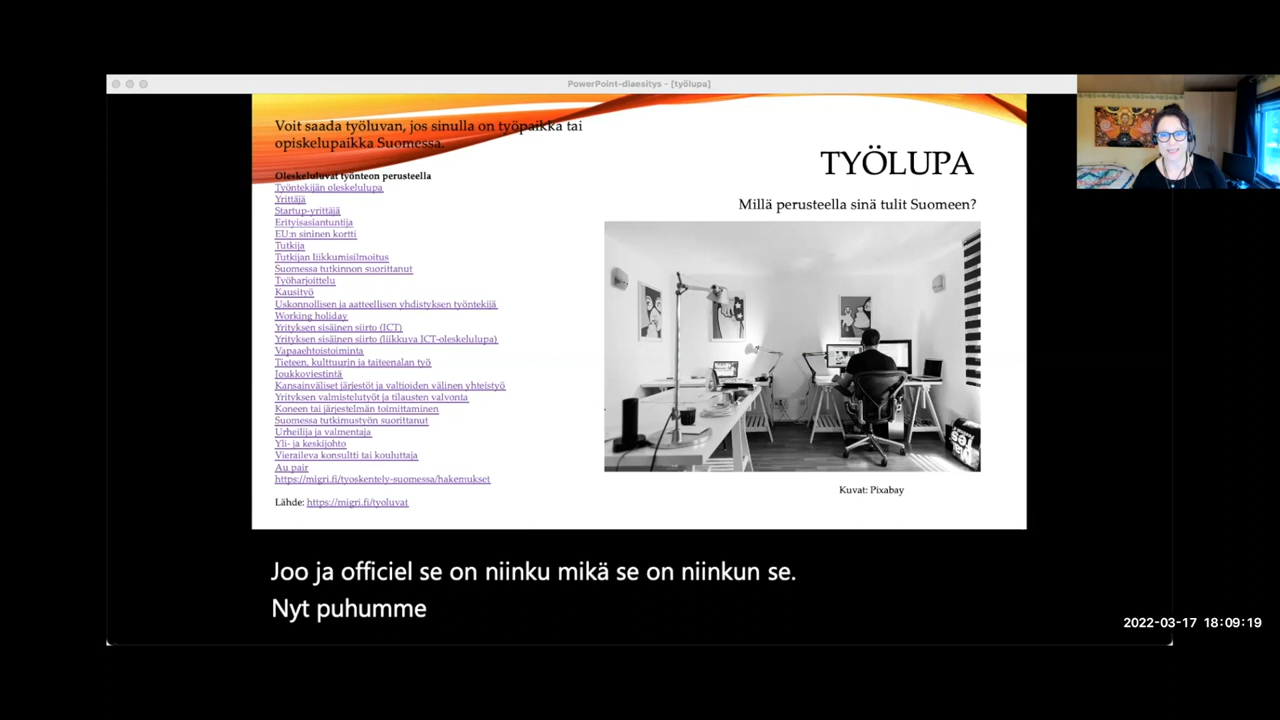 PowerPoint-diaesitys - [työlupa]
Voit saada työluvan, jos sinulla on työpaikka tai
opiskelupaikka Suomessa.
Oleskeluluvat työnteon perusteella
Työntekijän oleskelulupa
Yrittäjä
Startup-yrittäjä
Erityisasiantuntija
EU:n sininen kortti
Tutkija
Tutkijan liikkumisilmoitus
Suomessa tutkinnon suorittanut
Työharjoittelu
Kausityö
Uskonnollisen ja aatteellisen yhdistyksen työntekijä
Working holiday
Yrityksen sisäinen siirto (ICT)
Yrityksen sisäinen siirto (liikkuva ICT-oleskelulupa)
Vapaaehtoistoiminta
Tieteen, kulttuurin ja taiteenalan työ
Joukkoviestintä
Kansainväliset järjestöt ja valtioiden välinen yhteistyö
Yrityksen valmistelutyöt ja tilausten valvonta
Koneen tai järjestelmän toimittaminen
Suomessa tutkimustyön suorittanut
Urheilija ja valmentaja
Yli- ja keskijohto
Vieraileva konsultti tai kouluttaja
Au pair
https://migri.fi/tyoskentely-suomessa/hakemukset
Lähde: https://migri.fi/tyoluvat
TYÖLUPA
Millä perusteella sinä tulit Suomeen?
Kuvat: Pixabay
Joo ja officiel se on niinku mikä se on niinkun se.
Nyt puhumme
2022-03-17 18:09:19